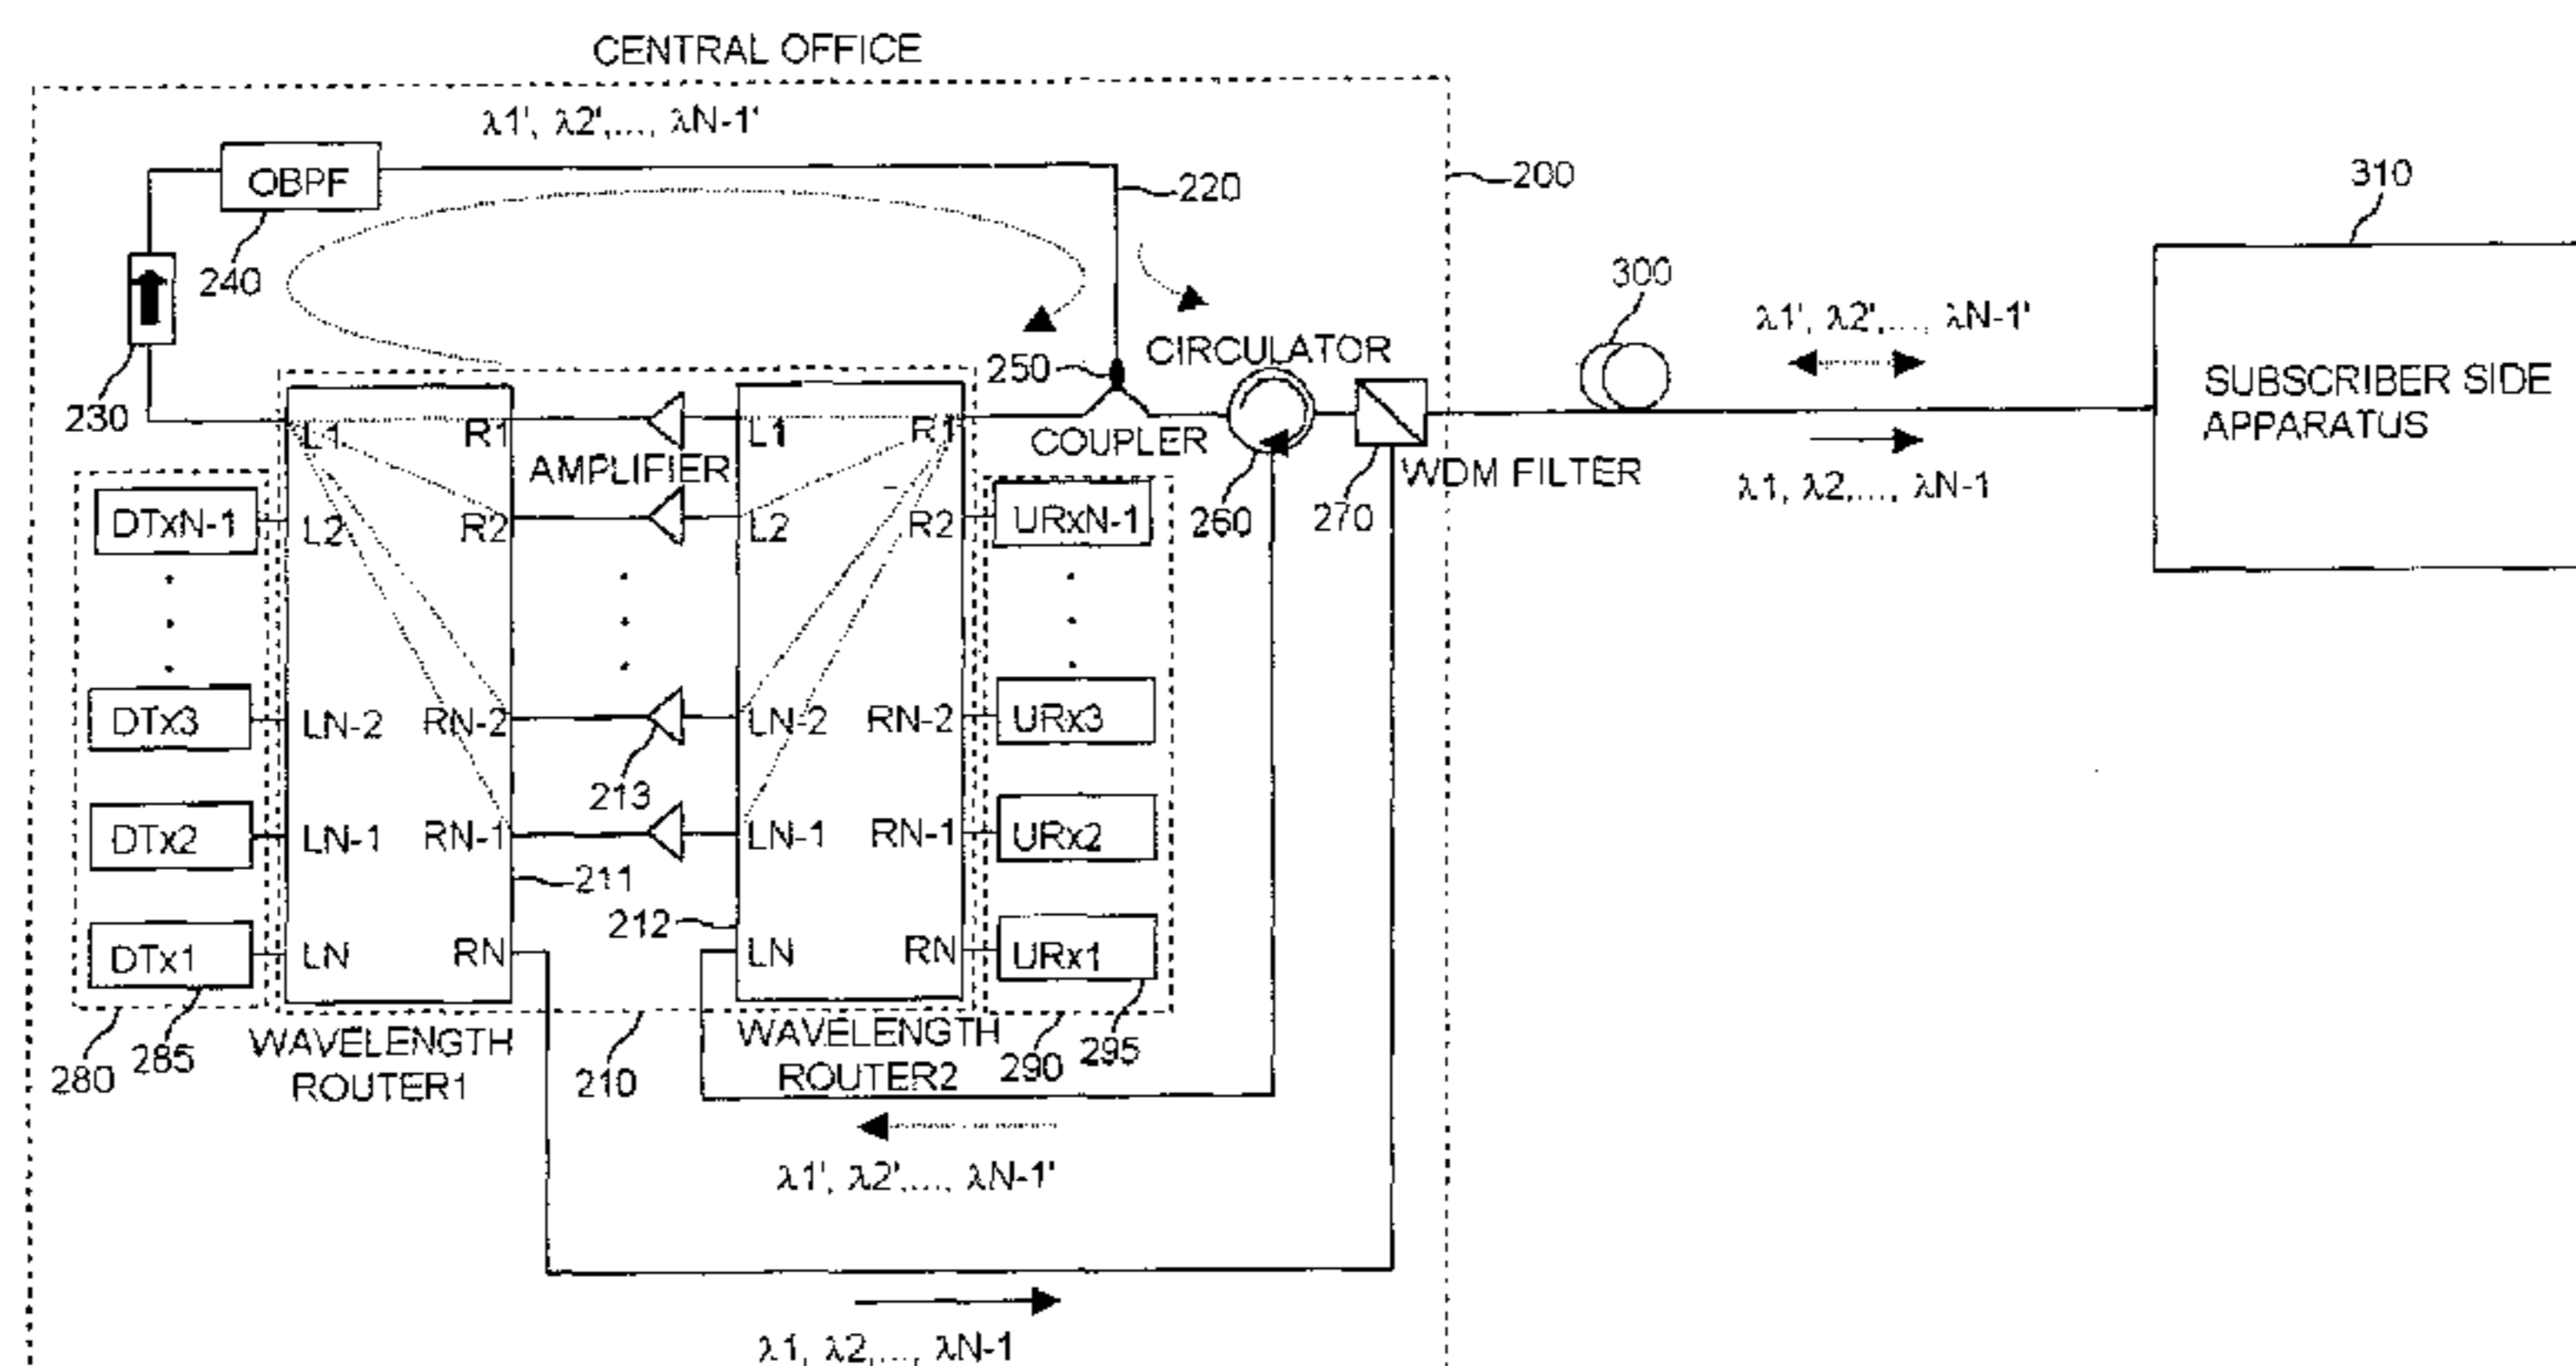 CENTRAL OFFICE
λ1', λ2',..., λN-1'
OBPF
220
200
310
240
300
230
250
CIRCULATOR
λ1', λ2',..., λN-1'
SUBSCRIBER SIDE
APPARATUS
L1
R1
AMPLIFIER
L1
R1
COUPLER
WDM FILTER
260
270
λ1, λ2,..., λN-1
DTxN-1
L2
R2
L2
R2
URxN-1
DTx3
LN-2
RN-2
213
LN-2
RN-2
URx3
DTx2
LN-1
RN-1
211
LN-1
RN-1
URx2
212
DTx1
LN
RN
LN
RN
URx1
280
285
WAVELENGTH
ROUTER1
210
WAVELENGTH
ROUTER2
290
295
λ1', λ2',..., λN-1'
λ1, λ2,..., λN-1